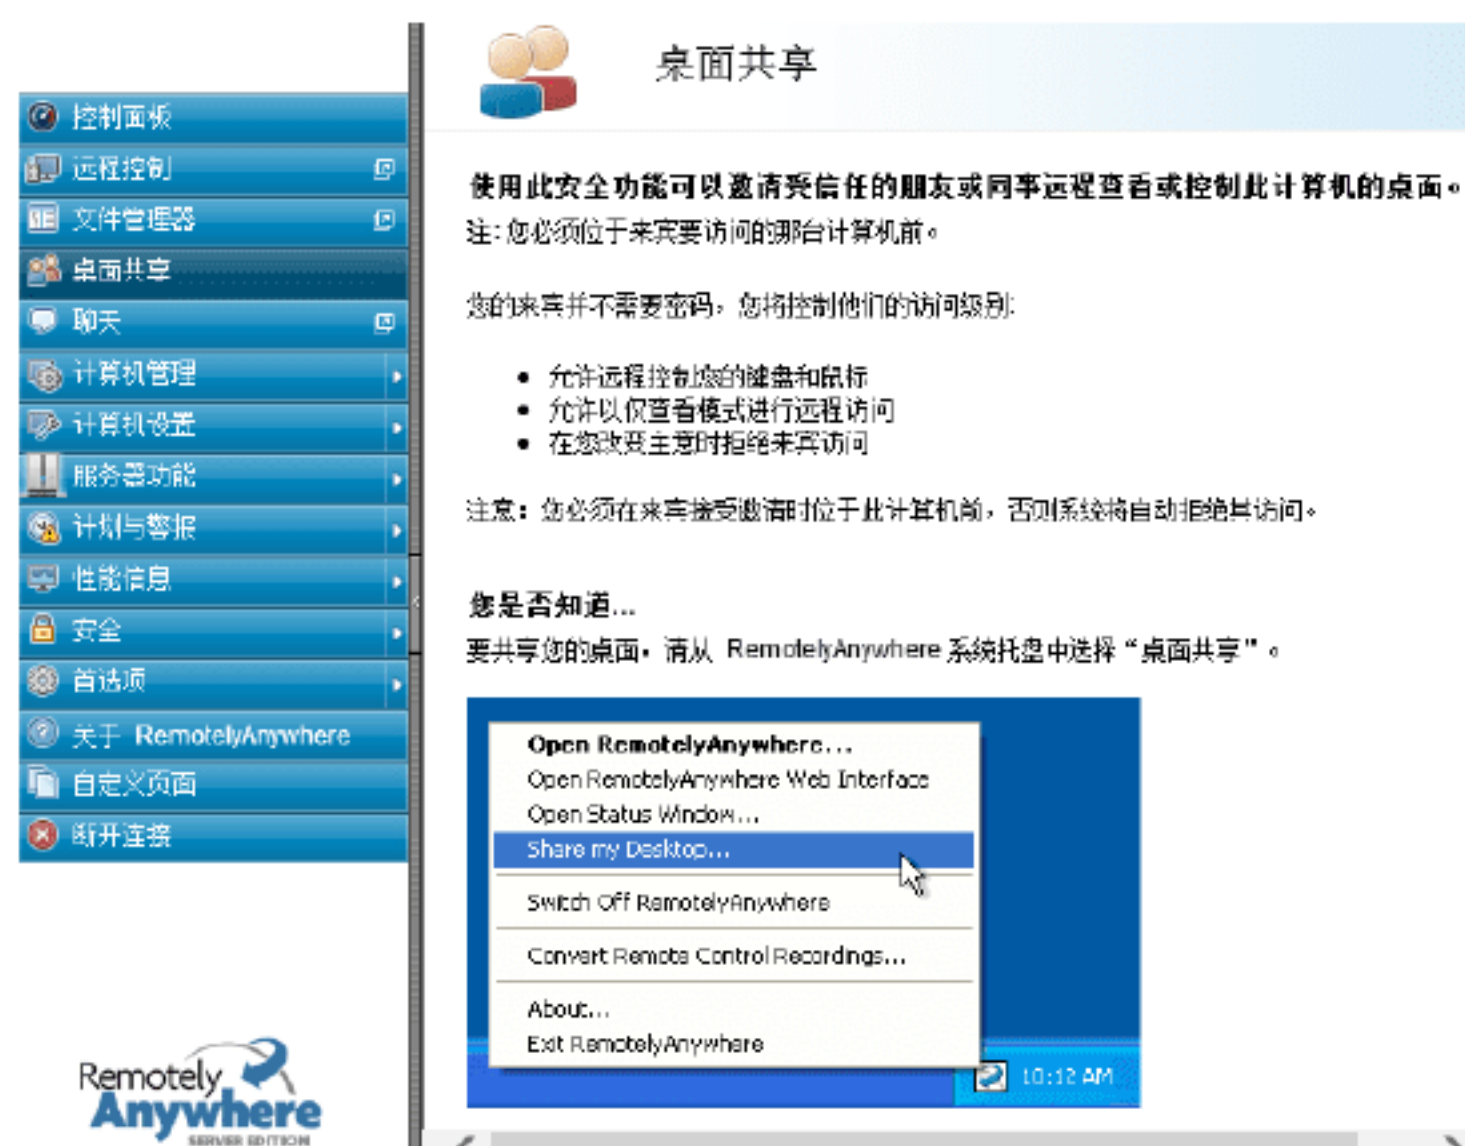 桌面共享
控制面板
远程控制
文件管理器
桌面共享
聊天
计算机管理
计算机设置
服务器功能
计划与警报
性能信息
安全
首选项
关于 RemotelyAnywhere
自定义页面
断开连接
Remotely
Anywhere
SERVER EDITION
使用此安全功能可以邀请受信任的朋友或同事远程查看或控制此计算机的桌面。
注:您必须位于来宾要访问的那台计算机前。
您的来宾并不需要密码，您将控制他们的访问级别:
• 允许远程控制您的键盘和鼠标
• 允许以仅查看模式进行远程访问
• 在您改变主意时拒绝来宾访问
注意：您必须在来宾接受邀请时位于此计算机前，否则系统将自动拒绝其访问。
您是否知道...
要共享您的桌面，请从 RemotelyAnywhere 系统托盘中选择“桌面共享”。
Open RemotelyAnywhere...
Open RemotelyAnywhere Web Interface
Open Status Window...
Share my Desktop...
Switch Off RemotelyAnywhere
Convert Remote Control Recordings...
About...
Exit RemotelyAnywhere
10:12 AM